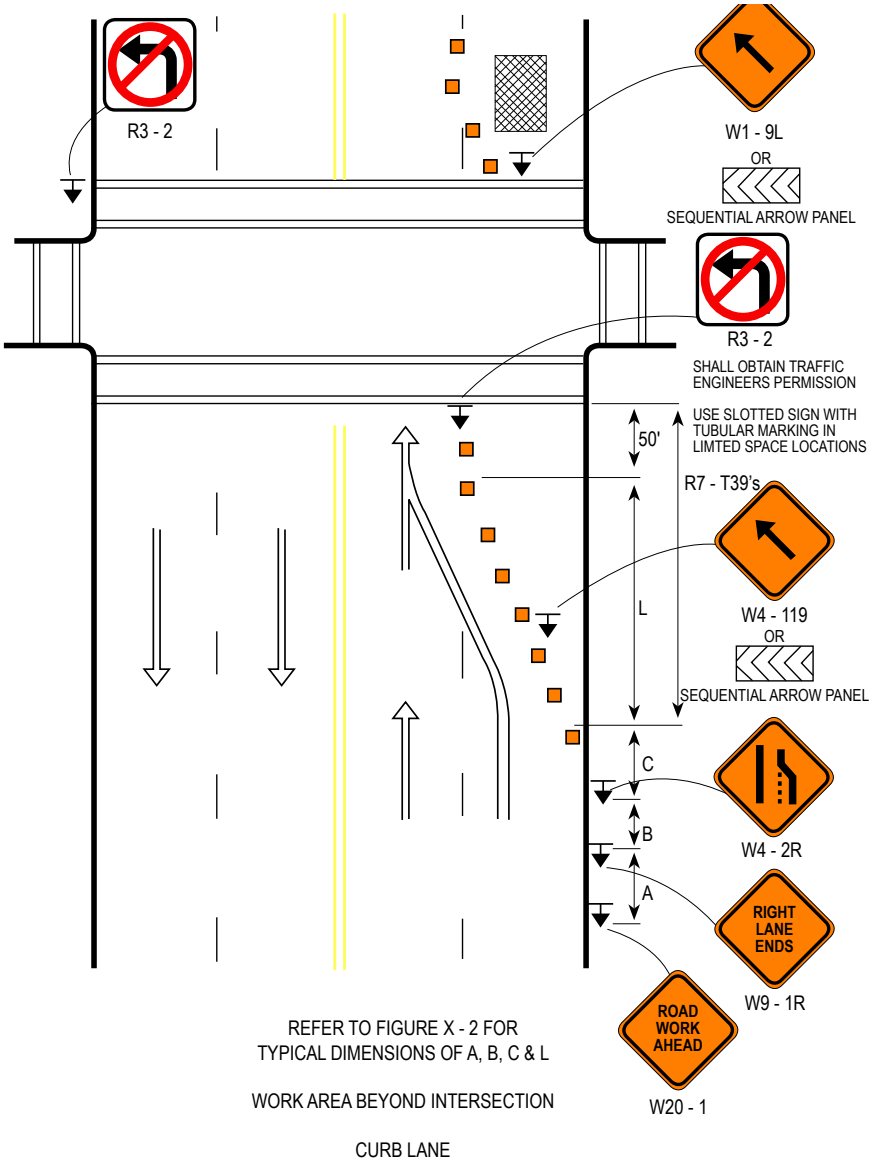 R3 - 2
W1 - 9L
OR
SEQUENTIAL ARROW PANEL
R3 - 2
SHALL OBTAIN TRAFFIC
ENGINEERS PERMISSION
USE SLOTTED SIGN WITH
TUBULAR MARKING IN
LIMTED SPACE LOCATIONS
50'
R7 - T39's
L
W4 - 119
OR
SEQUENTIAL ARROW PANEL
C
B
W4 - 2R
A
RIGHT
LANE
ENDS
W9 - 1R
ROAD
WORK
AHEAD
W20 - 1
REFER TO FIGURE X - 2 FOR
TYPICAL DIMENSIONS OF A, B, C & L
WORK AREA BEYOND INTERSECTION
CURB LANE